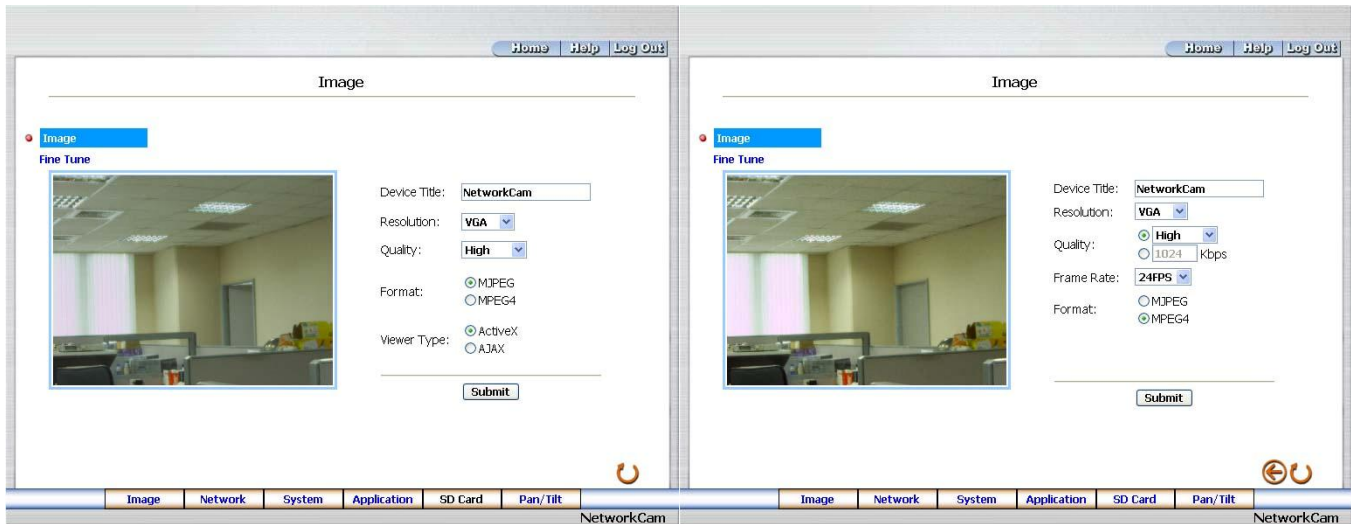 Home Help Log Out
Image
Image
Fine Tune
Device Title: NetworkCam
Resolution: VGA
Quality: High
Format: MJPEG
MPEG4
Viewer Type: ActiveX
AJAX
Submit
Image Network System Application SD Card Pan/Tilt
NetworkCam
Home Help Log Out
Image
Image
Fine Tune
Device Title: NetworkCam
Resolution: VGA
Quality: High
1024 Kbps
Frame Rate: 24FPS
Format: MJPEG
MPEG4
Submit
Image Network System Application SD Card Pan/Tilt
NetworkCam